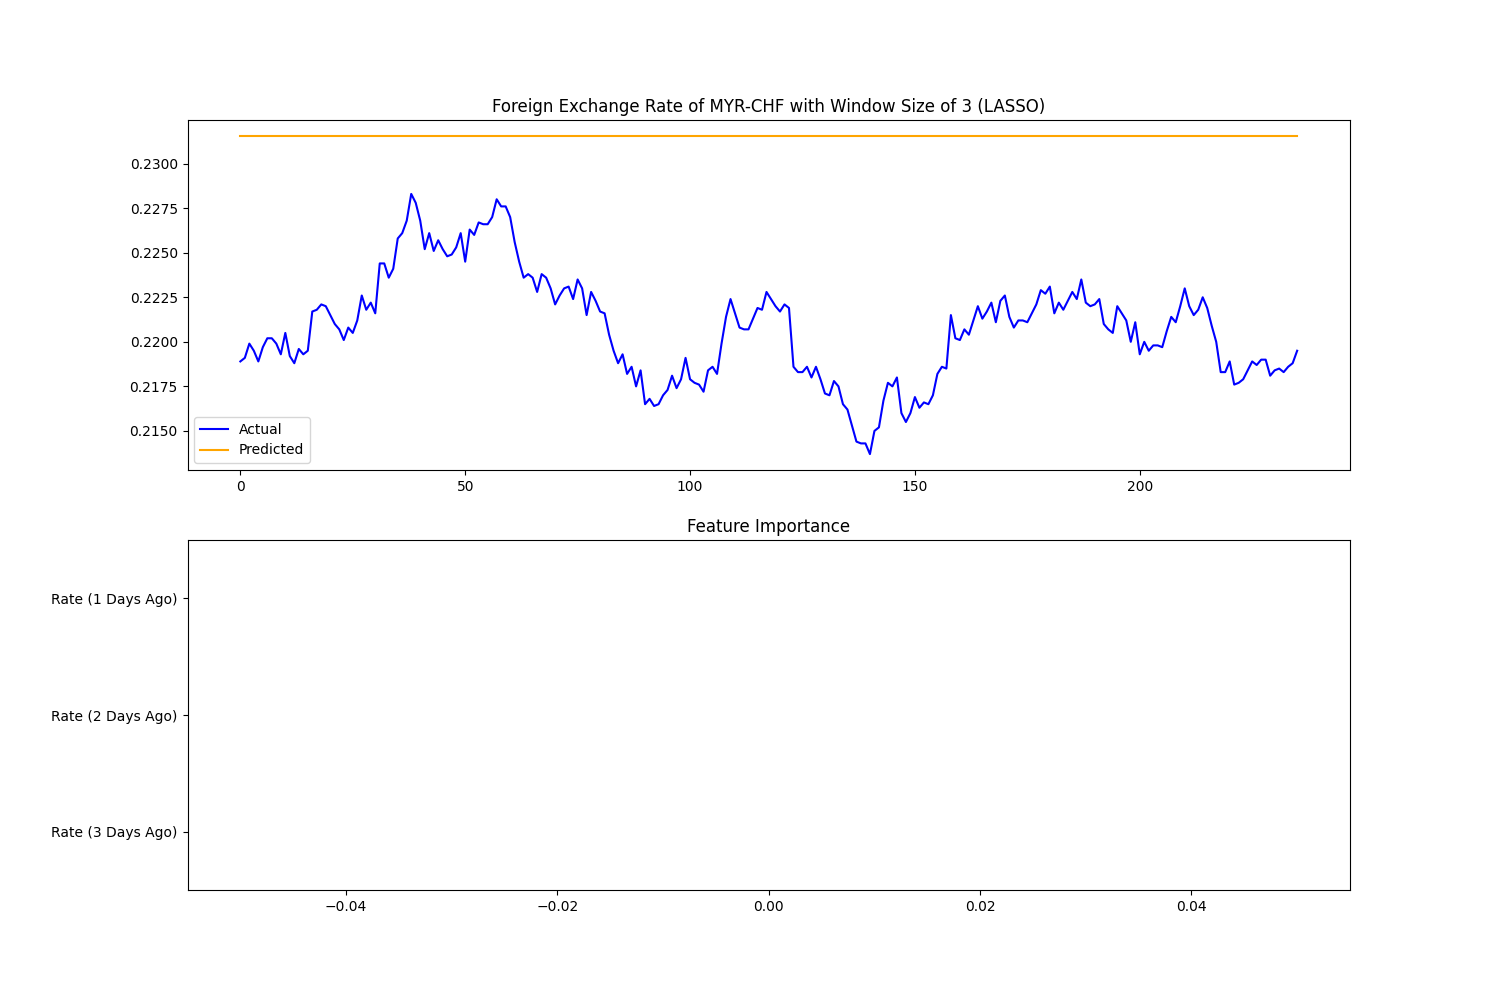 Foreign Exchange Rate of MYR-CHF with Window Size of 3 (LASSO)
0.2300
0.2275
0.2250
0.2225
0.2200
0.2175
0.2150
Actual
Predicted
0 50 100 150 200
Feature Importance
Rate (1 Days Ago)
Rate (2 Days Ago)
Rate (3 Days Ago)
−0.04 −0.02 0.00 0.02 0.04